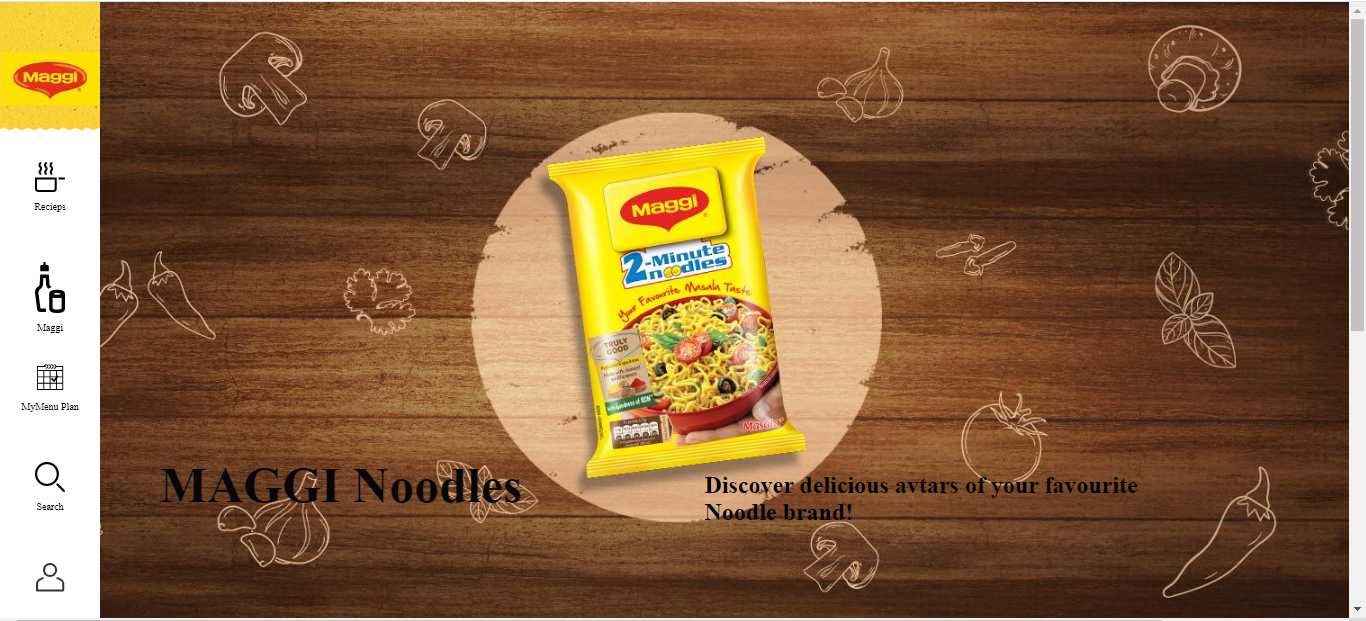 Maggi
Recieps
Maggi
MyMenu Plan
Search
Maggi
2-Minute
noodles
Your Favourite Masala Taste
TRULY
GOOD
Masala
MAGGI Noodles
Discover delicious avtars of your favourite
Noodle brand!